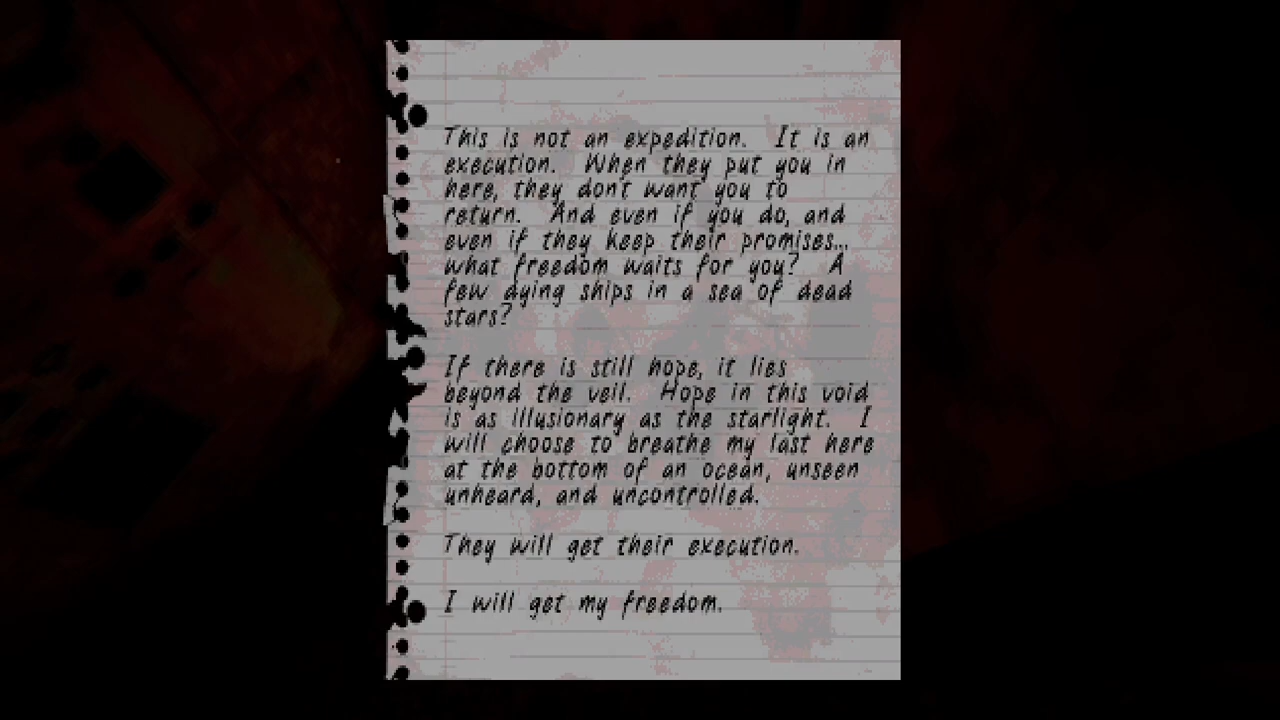 This is not an expedition.  It is an
execution.  When they put you in
here, they don't want you to
return.  And even if you do, and
even if they keep their promises...
what freedom waits for you?  A
few dying ships in a sea of dead
stars?
If there is still hope, it lies
beyond the veil.  Hope in this void
is as illusionary as the starlight.  I
will choose to breathe my last here
at the bottom of an ocean, unseen
unheard, and uncontrolled.
They will get their execution.
I will get my freedom.